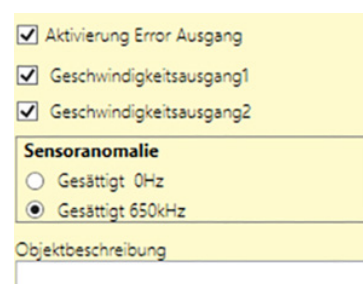 Aktivierung Error Ausgang
Geschwindigkeitsausgang1
Geschwindigkeitsausgang2
Sensoranomalie
Gesättigt 0Hz
Gesättigt 650kHz
Objektbeschreibung